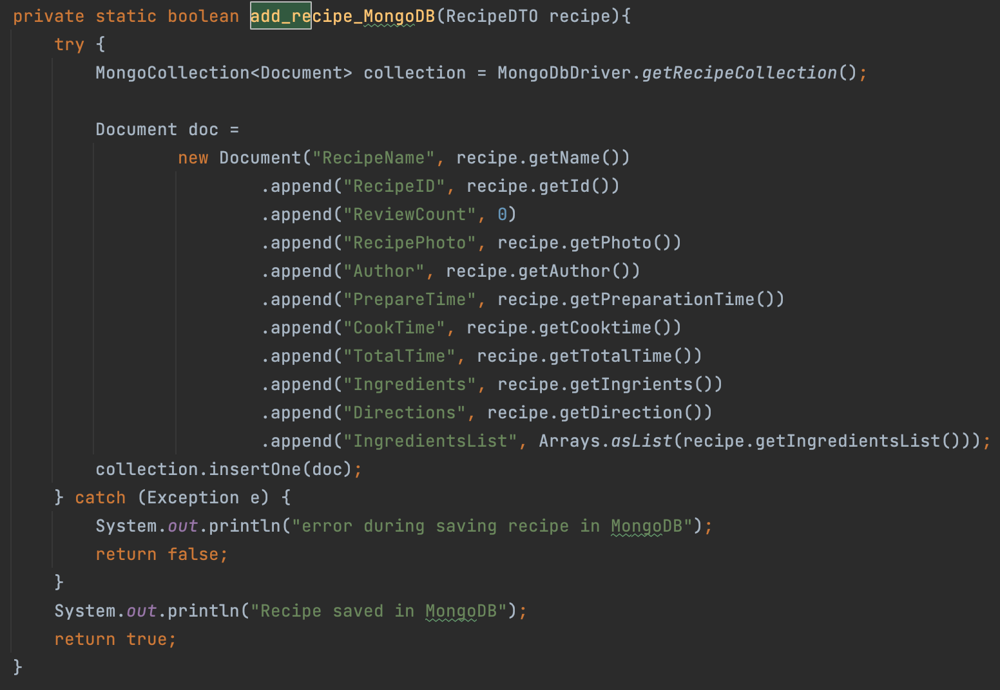 private static boolean add_recipe_MongoDB(RecipeDTO recipe){
try {
MongoCollection<Document> collection = MongoDbDriver.getRecipeCollection();
Document doc =
new Document("RecipeName", recipe.getName())
.append("RecipeID", recipe.getId())
.append("ReviewCount", 0)
.append("RecipePhoto", recipe.getPhoto())
.append("Author", recipe.getAuthor())
.append("PrepareTime", recipe.getPreparationTime())
.append("CookTime", recipe.getCooktime())
.append("TotalTime", recipe.getTotalTime())
.append("Ingredients", recipe.getIngrients())
.append("Directions", recipe.getDirection())
.append("IngredientsList", Arrays.asList(recipe.getIngredientsList()));
collection.insertOne(doc);
} catch (Exception e) {
System.out.println("error during saving recipe in MongoDB");
return false;
}
System.out.println("Recipe saved in MongoDB");
return true;
}